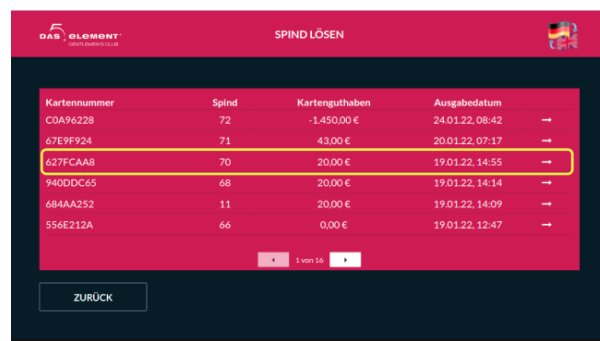 DAS 5. ELEMENT
GENTLEMEN'S CLUB
SPIND LÖSEN
Kartennummer Spind Kartenguthaben Ausgabedatum
C0A96228 72 -1.450,00 € 24.01.22, 08:42 →
67E9F924 71 43,00 € 20.01.22, 07:17 →
627FCAA8 70 20,00 € 19.01.22, 14:55 →
940DDC65 68 20,00 € 19.01.22, 14:14 →
684AA252 11 20,00 € 19.01.22, 14:09 →
556E212A 66 0,00 € 19.01.22, 12:47 →
1 von 16
ZURÜCK